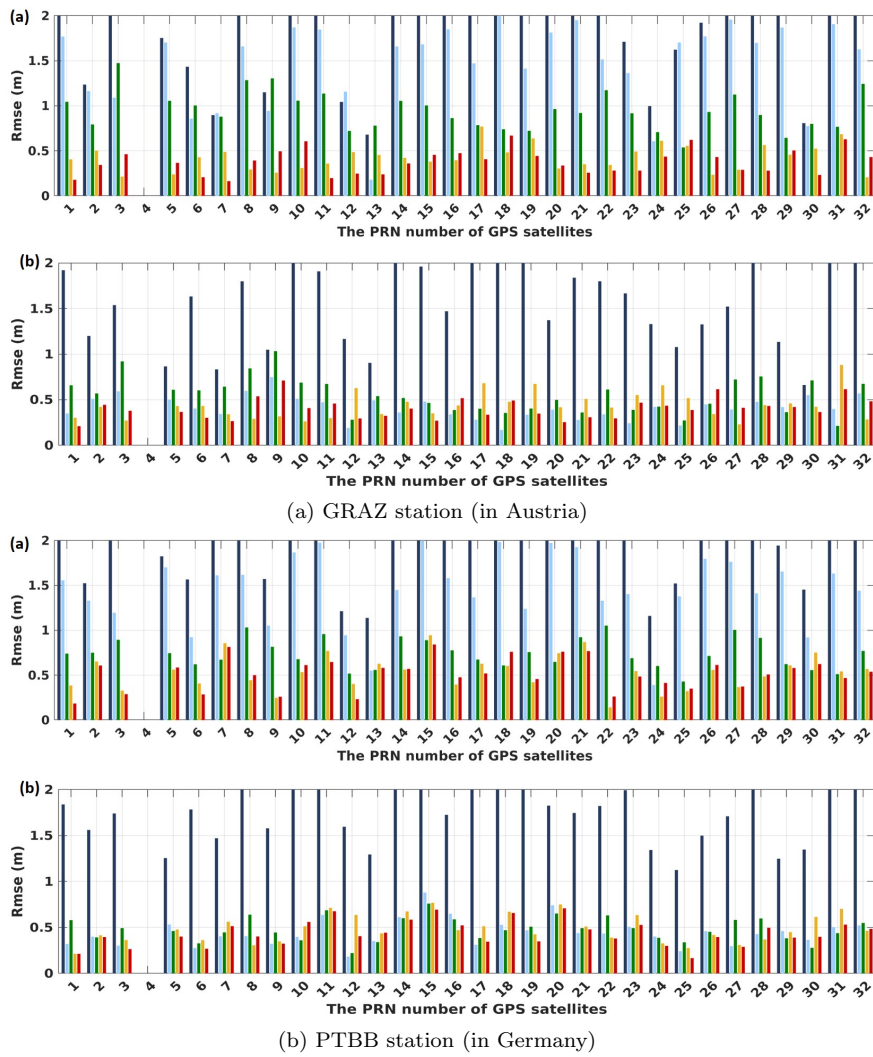 (a)
Rmse (m)
2
1.5
1
0.5
0
1 2 3 4 5 6 7 8 9 10 11 12 13 14 15 16 17 18 19 20 21 22 23 24 25 26 27 28 29 30 31 32
The PRN number of GPS satellites
(b)
Rmse (m)
2
1.5
1
0.5
0
1 2 3 4 5 6 7 8 9 10 11 12 13 14 15 16 17 18 19 20 21 22 23 24 25 26 27 28 29 30 31 32
The PRN number of GPS satellites
(a) GRAZ station (in Austria)
(a)
Rmse (m)
2
1.5
1
0.5
0
1 2 3 4 5 6 7 8 9 10 11 12 13 14 15 16 17 18 19 20 21 22 23 24 25 26 27 28 29 30 31 32
The PRN number of GPS satellites
(b)
Rmse (m)
2
1.5
1
0.5
0
1 2 3 4 5 6 7 8 9 10 11 12 13 14 15 16 17 18 19 20 21 22 23 24 25 26 27 28 29 30 31 32
The PRN number of GPS satellites
(b) PTBB station (in Germany)